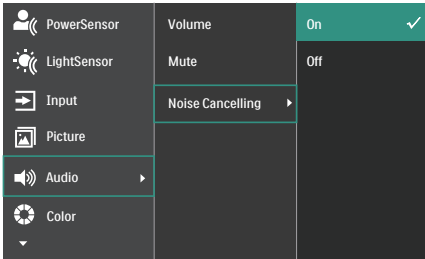 PowerSensor
LightSensor
Input
Picture
Audio
Color
Volume
Mute
Noise Cancelling
On
Off